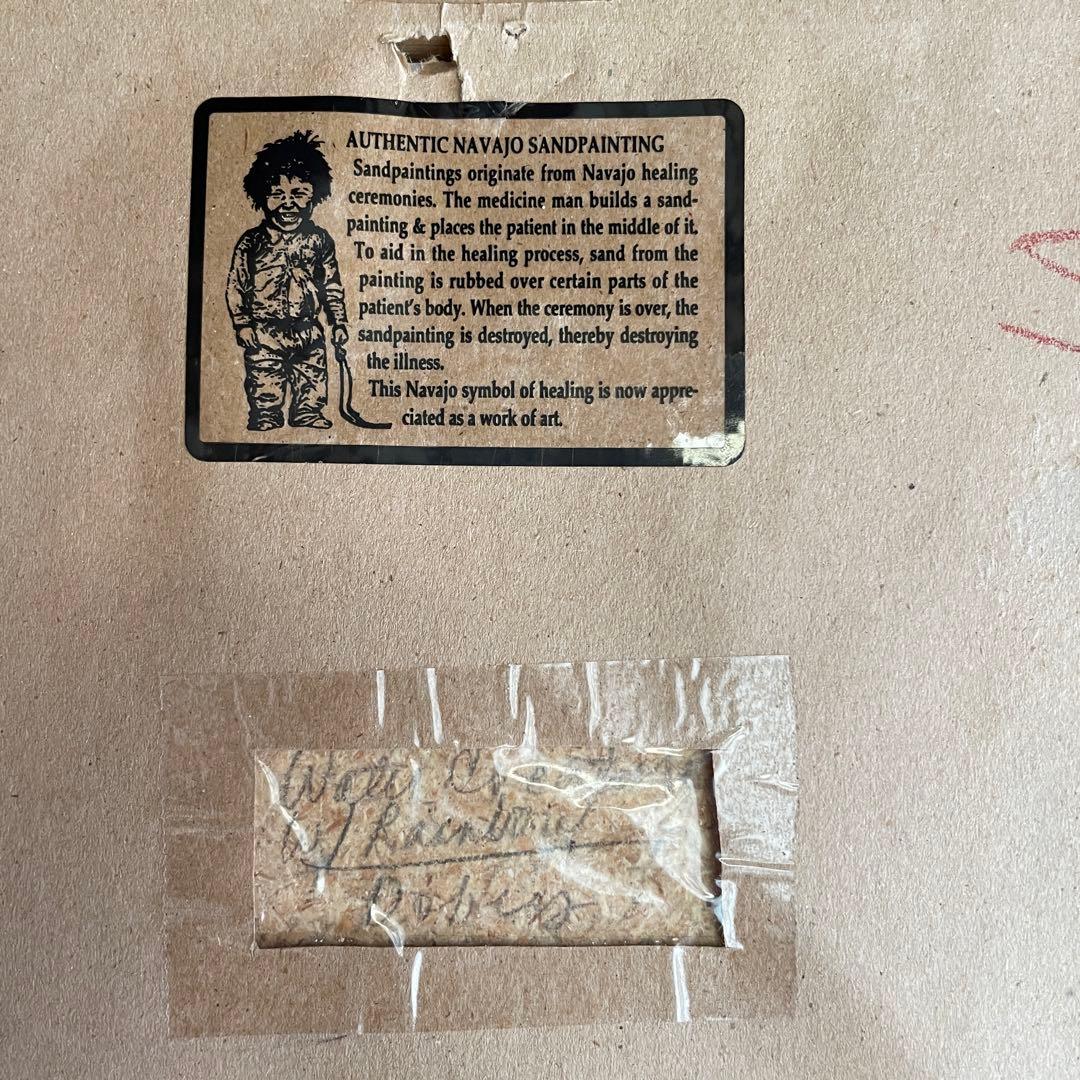 AUTHENTIC NAVAJO SANDPAINTING
Sandpaintings originate from Navajo healing
ceremonies. The medicine man builds a sand-
painting & places the patient in the middle of it.
To aid in the healing process, sand from the
painting is rubbed over certain parts of the
patient's body. When the ceremony is over, the
sandpainting is destroyed, thereby destroying
the illness.
This Navajo symbol of healing is now appre-
ciated as a work of art.
Water
W/ Rainbow